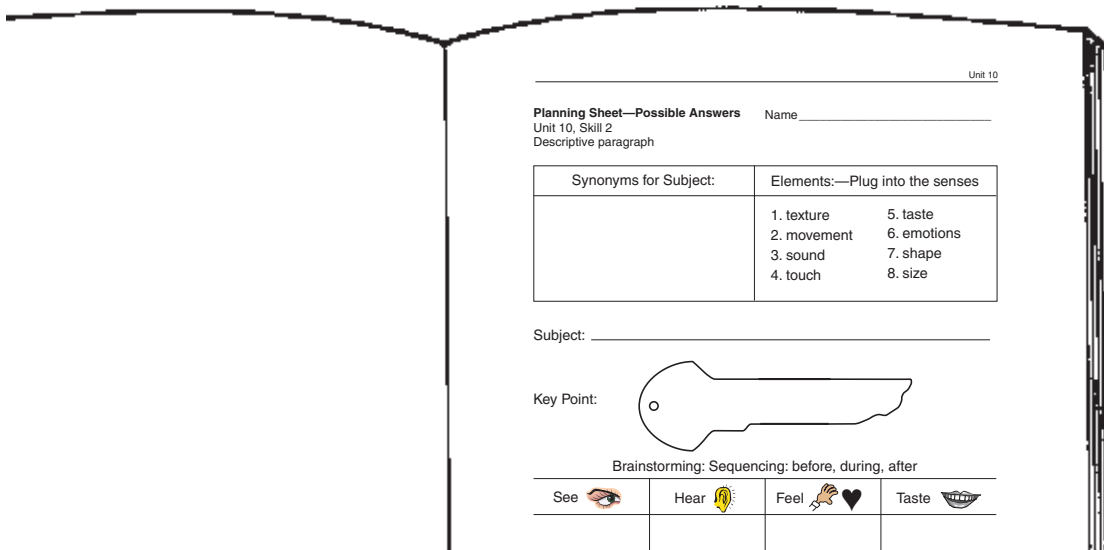 Unit 10
Planning Sheet—Possible Answers Name________________________
Unit 10, Skill 2
Descriptive paragraph
Synonyms for Subject: Elements:—Plug into the senses
1. texture 5. taste
2. movement 6. emotions
3. sound 7. shape
4. touch 8. size
Subject: ________________________
Key Point:
Brainstorming: Sequencing: before, during, after
See Hear Feel Taste